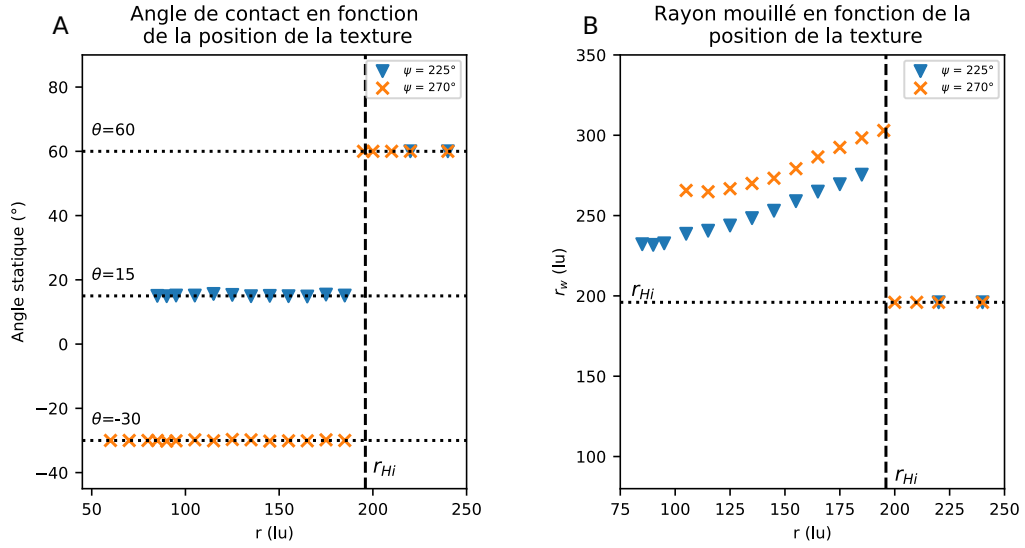 A
Angle de contact en fonction
de la position de la texture
ψ = 225°
ψ = 270°
θ=60
θ=15
θ=-30
r_Hi
Angle statique (°)
80
60
40
20
0
−20
−40
50
100
150
200
250
r (lu)
B
Rayon mouillé en fonction de la
position de la texture
ψ = 225°
ψ = 270°
r_Hi
r_Hi
r_w (lu)
350
300
250
200
150
100
75
100
125
150
175
200
225
250
r (lu)